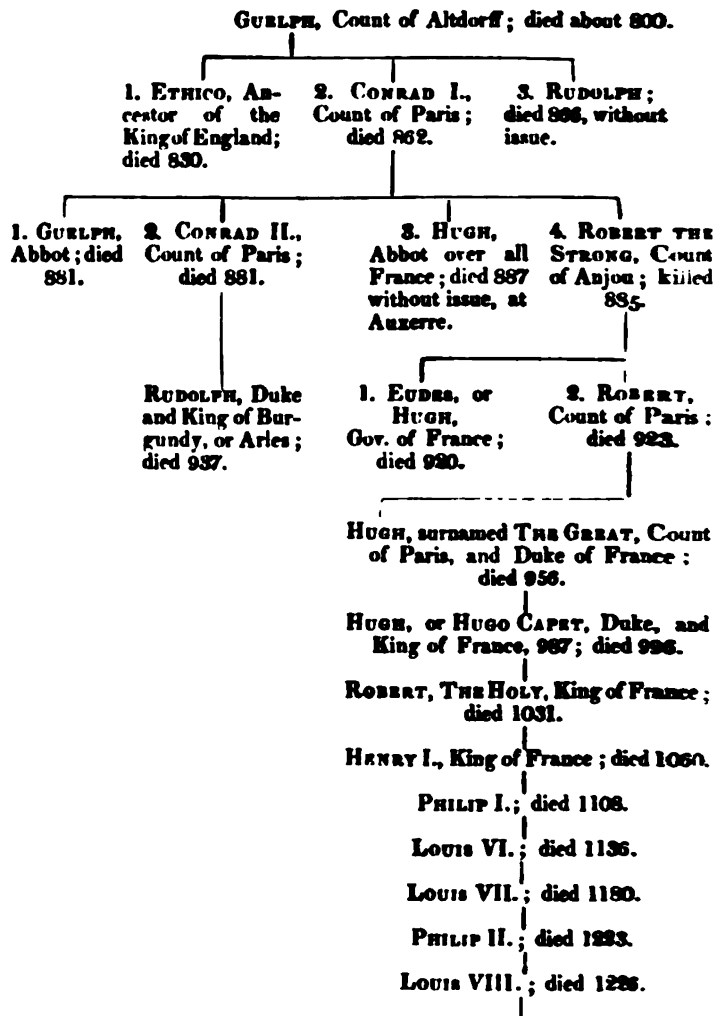 GUELPH, Count of Altdorff; died about 800.
1. ETHICO, An-
cestor of the
King of England;
died 830.
2. CONRAD I.,
Count of Paris;
died 862.
3. RUDOLPH;
died 866, without
issue.
1. GUELPH,
Abbot; died
881.
2. CONRAD II.,
Count of Paris;
died 881.
3. HUGH,
Abbot over all
France; died 887
without issue, at
Auxerre.
4. ROBERT THE
STRONG, Count
of Anjou; killed
885.
RUDOLPH, Duke
and King of Bur-
gundy, or Arles;
died 937.
1. EUDES, or
HUGH,
Gov. of France;
died 920.
2. ROBERT,
Count of Paris;
died 923.
HUGH, surnamed THE GREAT, Count
of Paris, and Duke of France;
died 956.
HUGH, or HUGO CAPET, Duke, and
King of France, 987; died 996.
ROBERT, THE HOLY, King of France;
died 1031.
HENRY I., King of France; died 1060.
PHILIP I.; died 1108.
LOUIS VI.; died 1136.
LOUIS VII.; died 1180.
PHILIP II.; died 1223.
LOUIS VIII.; died 1226.